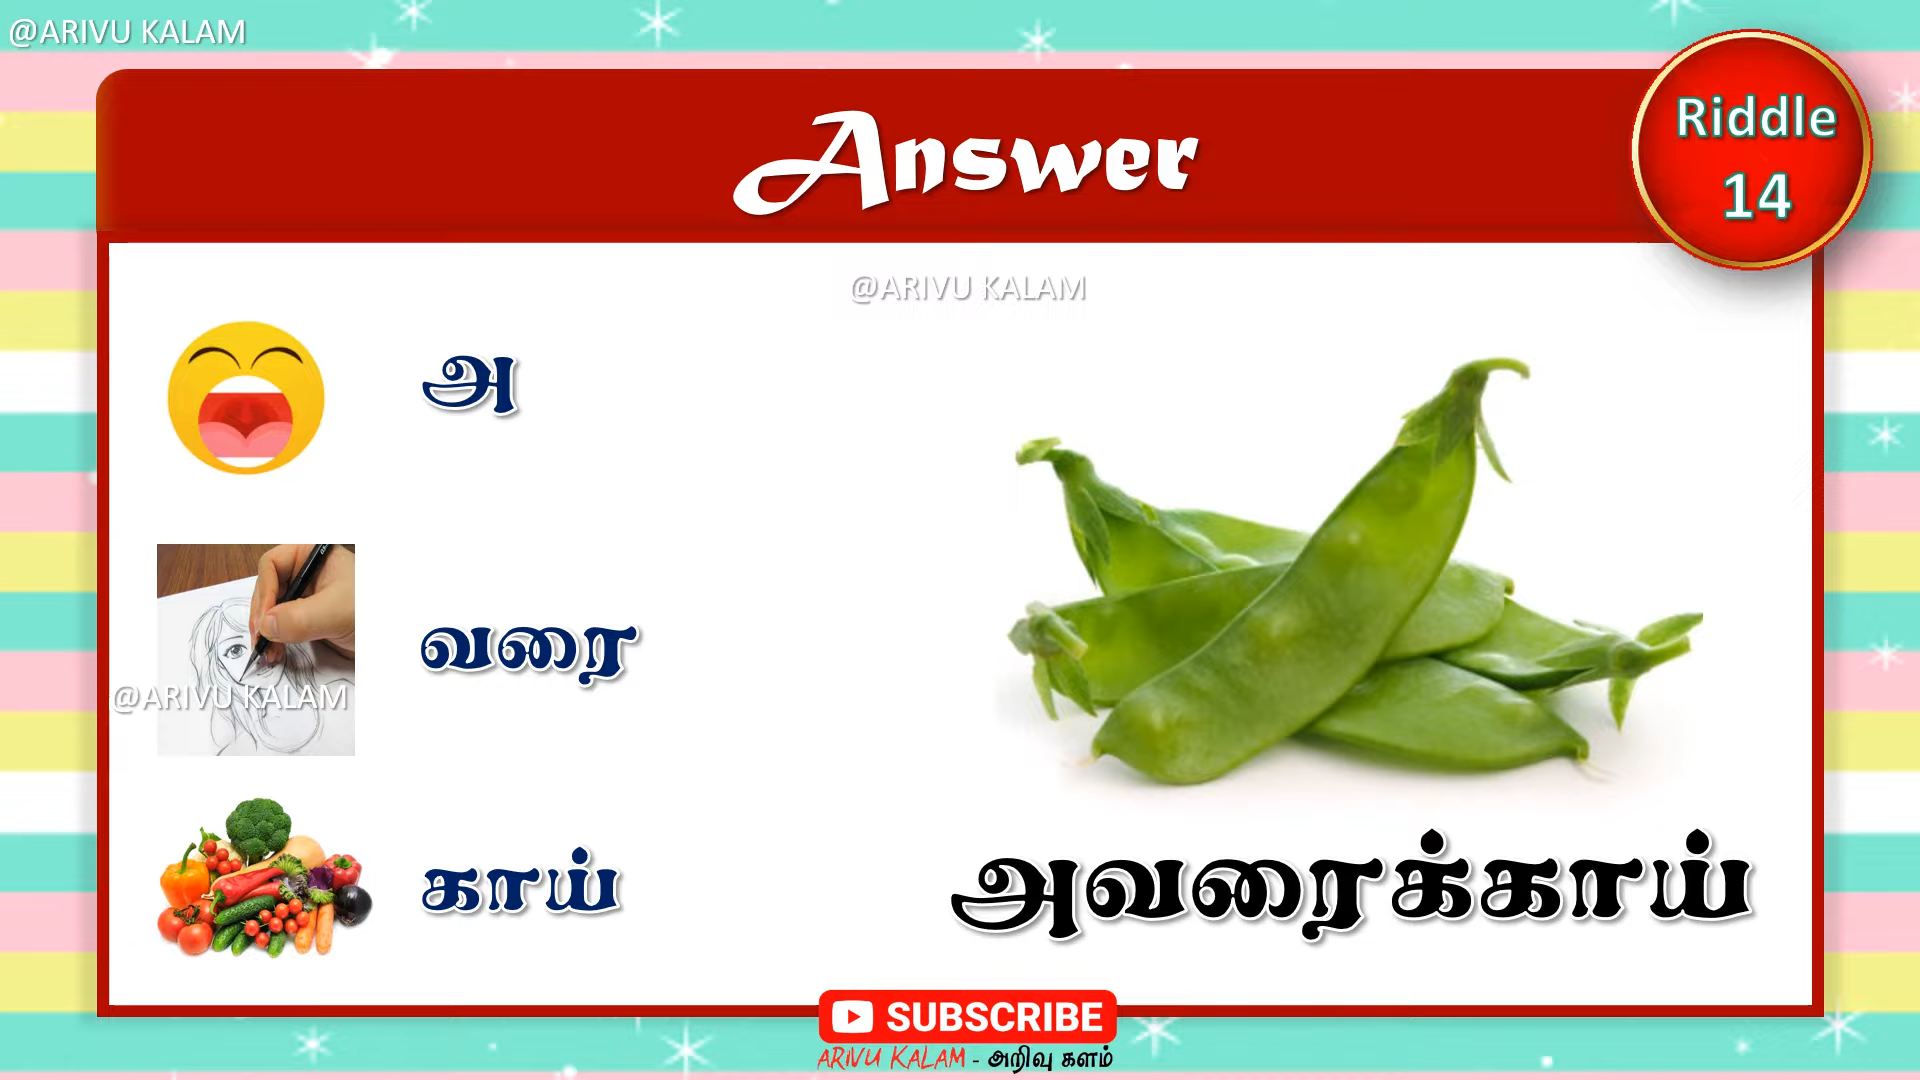 @ARIVU KALAM
Answer
Riddle
14
@ARIVU KALAM
அ
வரை
@ARIVU KALAM
காய்
அவரைக்காய்
SUBSCRIBE
ARIVU KALAM - அறிவு களம்